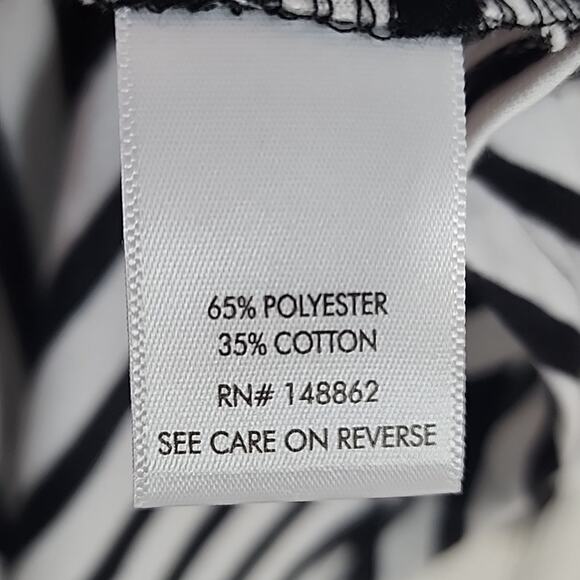 65% POLYESTER
35% COTTON
RN# 148862
SEE CARE ON REVERSE